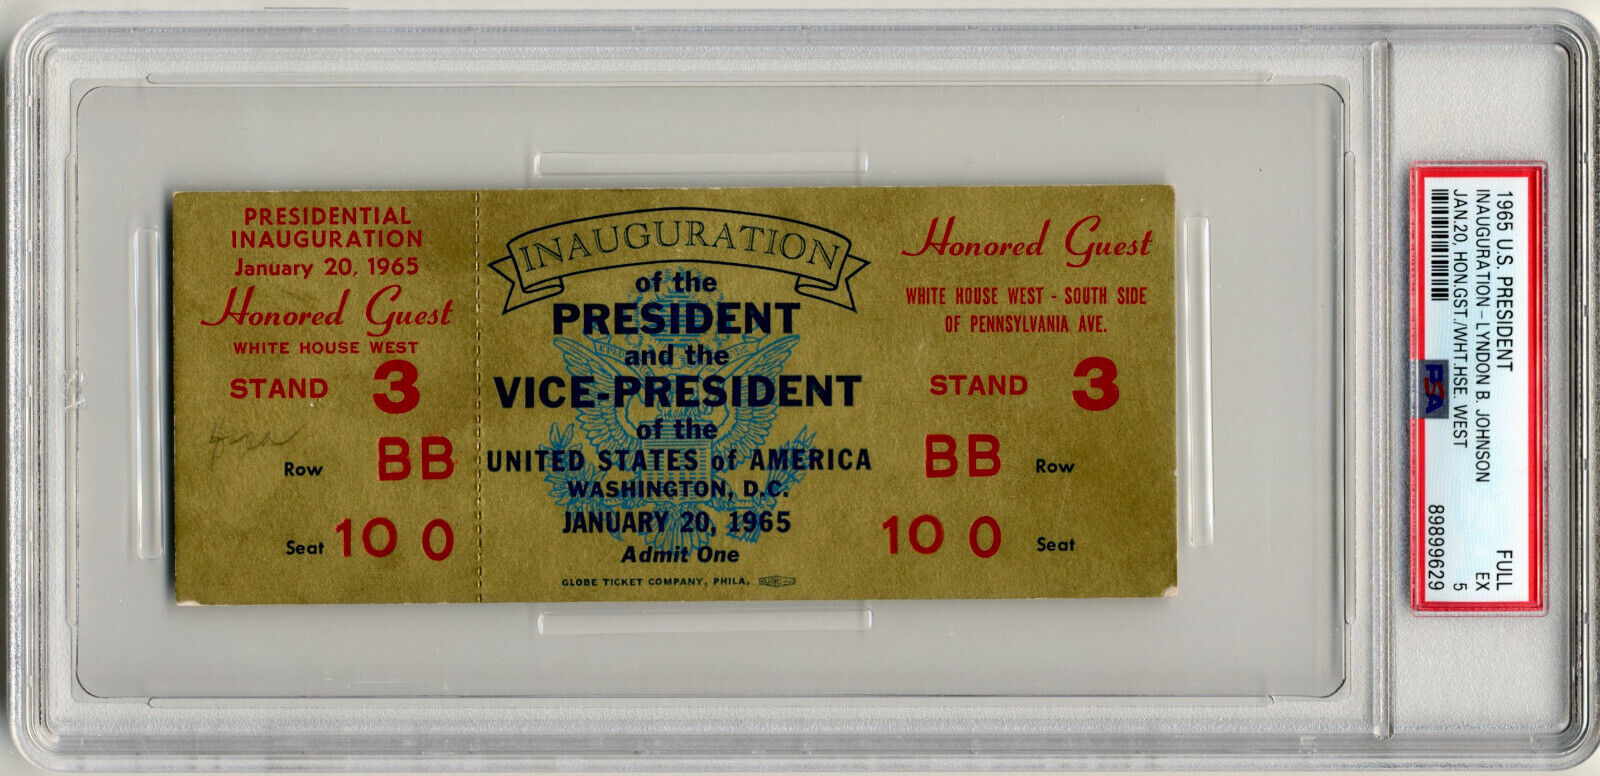 PRESIDENTIAL
INAUGURATION
January 20, 1965
Honored Guest
WHITE HOUSE WEST
STAND 3
Row BB
Seat 10 0
INAUGURATION
of the
PRESIDENT
and the
VICE-PRESIDENT
of the
UNITED STATES of AMERICA
WASHINGTON, D.C.
JANUARY 20, 1965
Admit One
GLOBE TICKET COMPANY, PHILA.
Honored Guest
WHITE HOUSE WEST - SOUTH SIDE
OF PENNSYLVANIA AVE.
STAND 3
BB Row
10 0 Seat
1965 U.S. PRESIDENT FULL
INAUGURATION - LYNDON B. JOHNSON EX
JAN.20, HON.GST./WHT.HSE. WEST 5
PSA
89899629